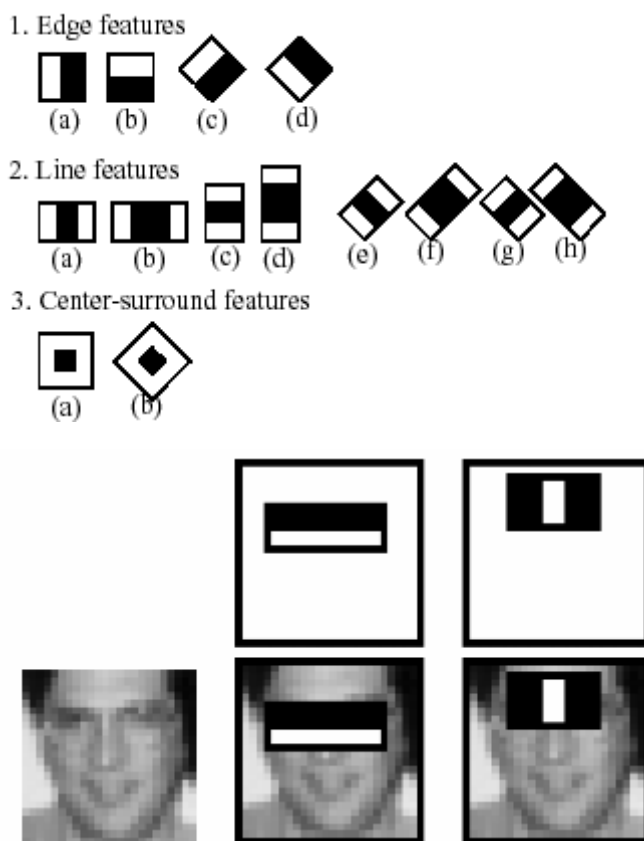 1. Edge features
(a) (b) (c) (d)
2. Line features
(a) (b) (c) (d) (e) (f) (g) (h)
3. Center-surround features
(a) (b)